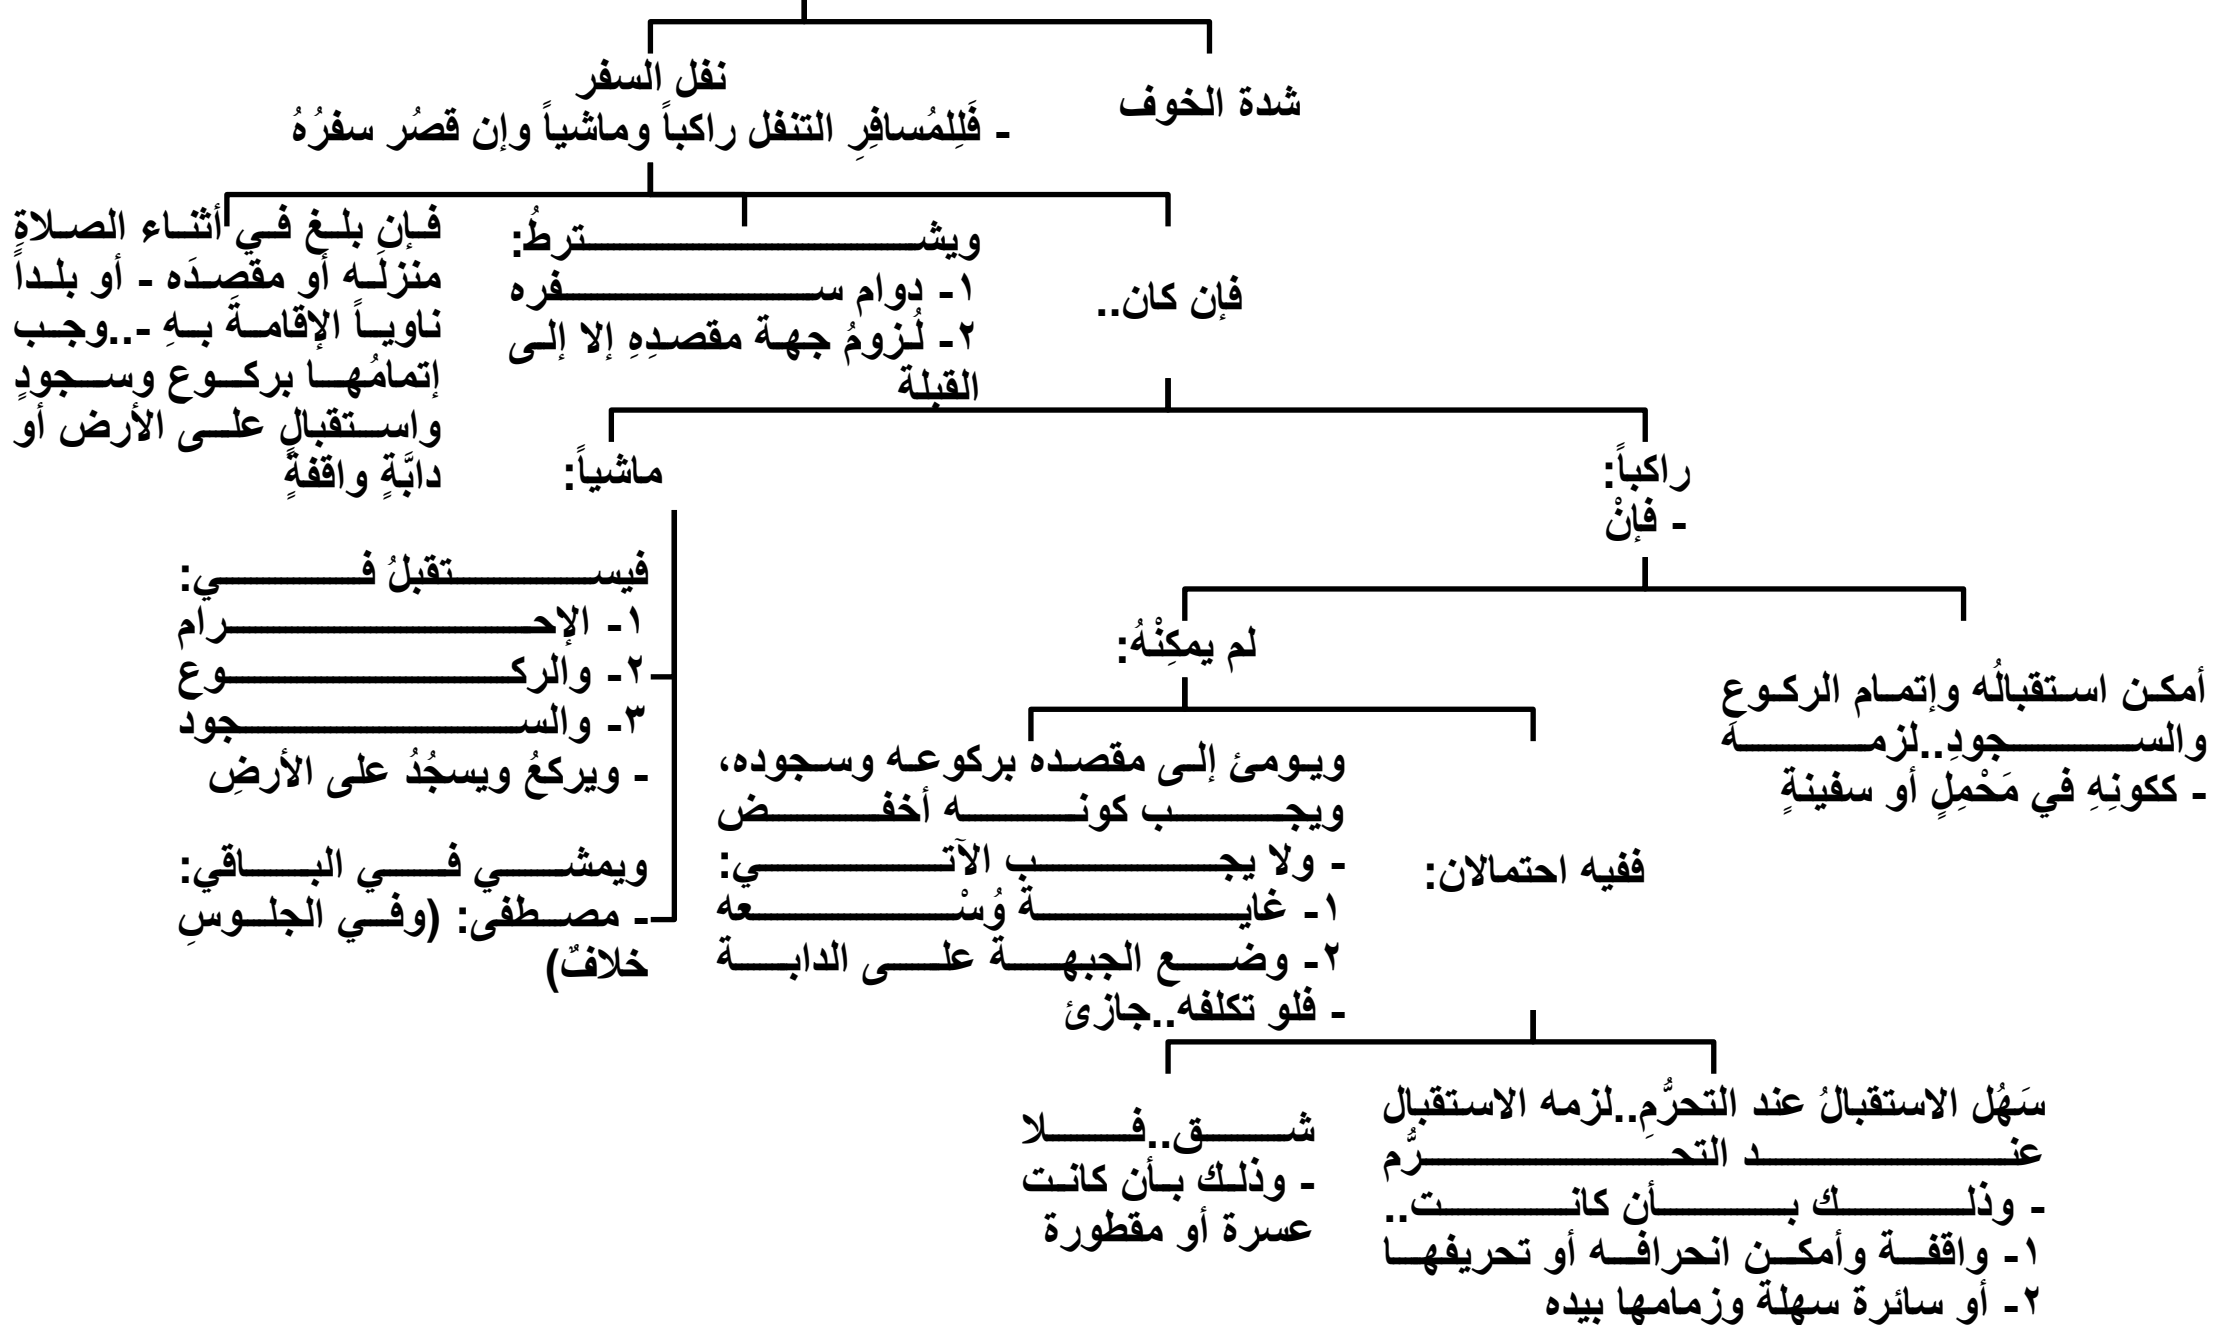 شدة الخوف
نفل السفر
- فَلِلمُسافِرِ التنفل راكباً وماشياً وإن قصُر سفرُهُ
فإن كان..
ويشترطُ:
١- دوام سفره
٢- لُزومُ جهة مقصدِهِ إلا إلى
القبلة
فإن بلغ في أثناء الصلاةِ
منزلَه أو مقصِدَه - أو بلداً
ناوياً الإقامةَ بهِ -..وجب
إتمامُها بركوع وسجودٍ
واستقبالٍ على الأرض أو
دابَّةٍ واقفةٍ
راكباً:
- فإنْ
ماشياً:
أمكن استقبالُه وإتمام الركوعِ
والسجودِ..لزمهَ
- ككونِهِ في مَحْمِلٍ أو سفينةٍ
لم يمكِنْهُ:
ففيه احتمالان:
ويومئ إلى مقصده بركوعه وسجوده،
ويجب كونه أخفض
- ولا يجب الآتي:
١- غاية وُسْعه
٢- وضع الجبهة على الدابة
- فلو تكلفه..جازئ
سَهُل الاستقبالُ عند التحرُّمِ..لزمه الاستقبال
عند التحرُّم
- وذلك بأن كانت..
١- واقفة وأمكن انحرافه أو تحريفها
٢- أو سائرة سهلة وزمامها بيده
شق..فلا
- وذلك بأن كانت
عسرة أو مقطورة
فيستقبلُ في:
١- الإحرام
٢- والركوع
٣- والسجود
- ويركعُ ويسجُدُ على الأرضِ
ويمشي في الباقي:
- مصطفى: (وفي الجلوسِ
خلافٌ)